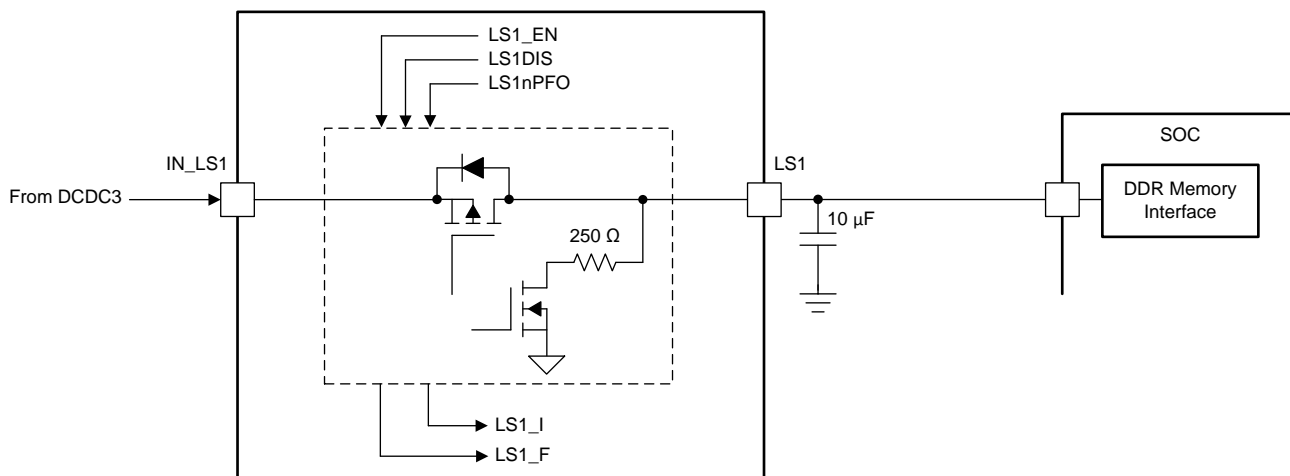 LS1_EN
LS1DIS
LS1nPFO
IN_LS1
From DCDC3
250 Ω
LS1
10 µF
SOC
DDR Memory
Interface
LS1_I
LS1_F